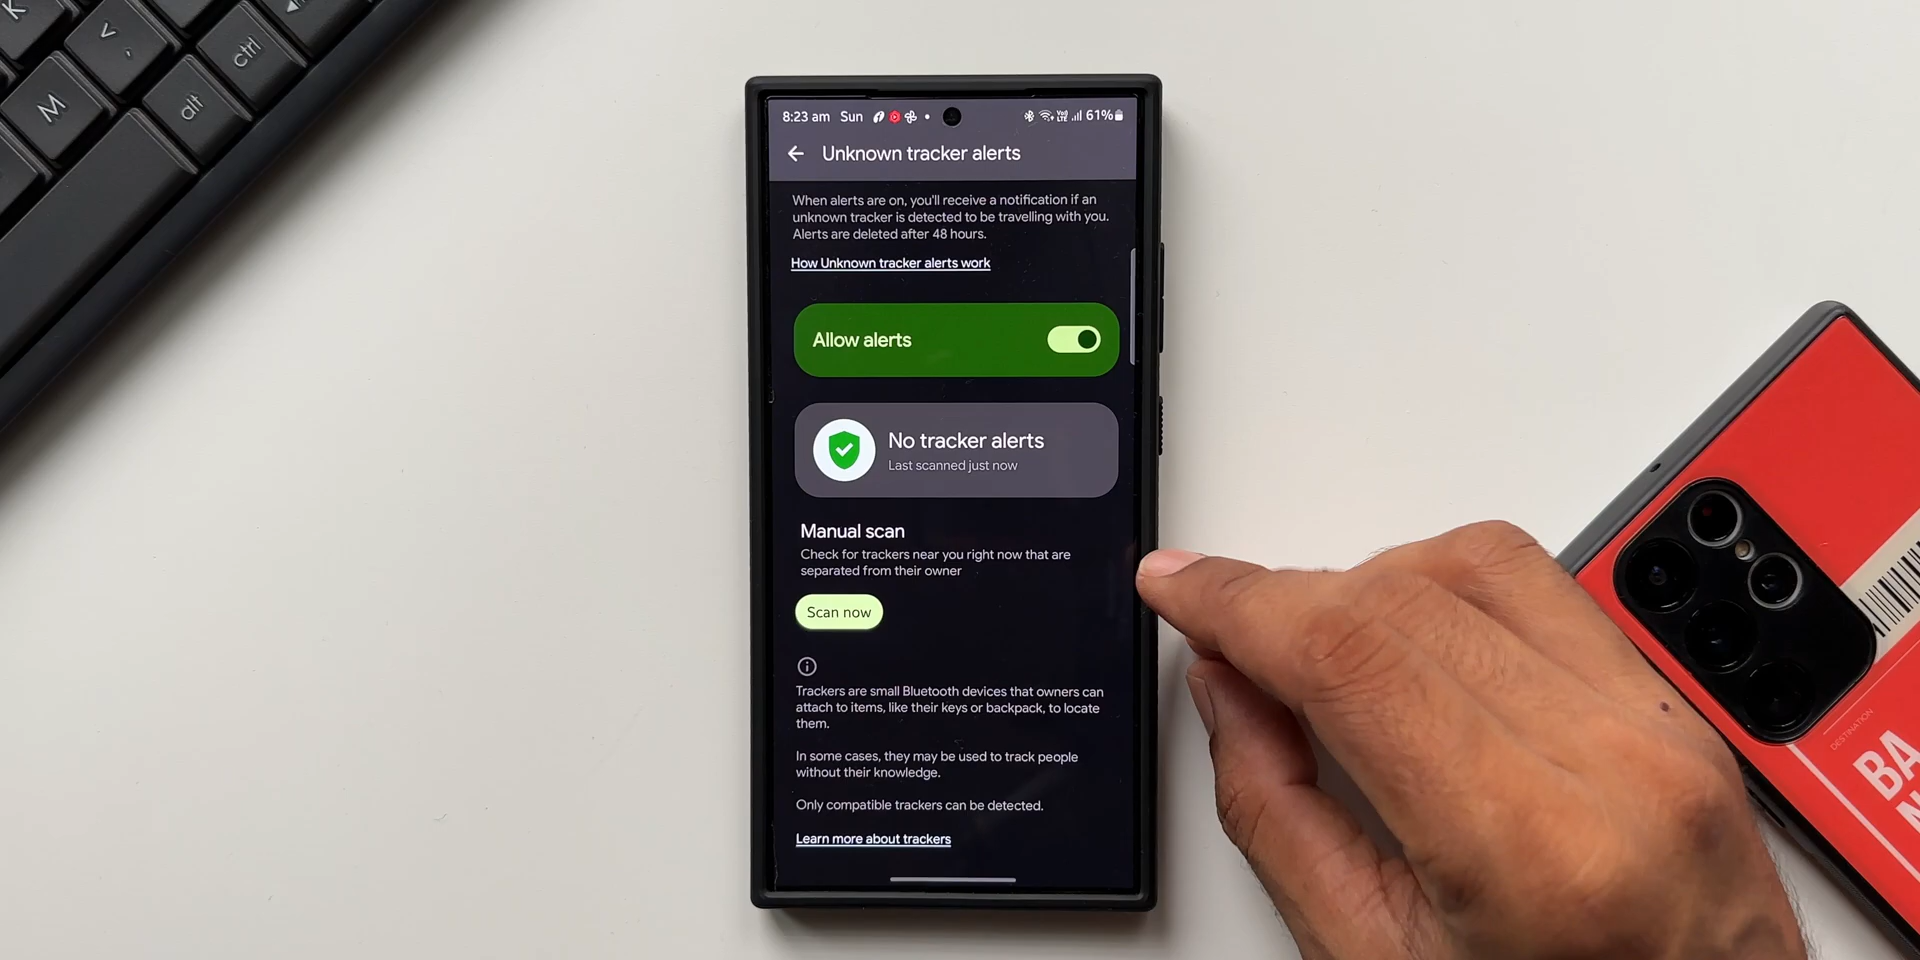 K
<
M
alt
ctrl
8:23 am Sun
61%
Unknown tracker alerts
When alerts are on, you'll receive a notification if an
unknown tracker is detected to be travelling with you.
Alerts are deleted after 48 hours.
How Unknown tracker alerts work
Allow alerts
No tracker alerts
Last scanned just now
Manual scan
Check for trackers near you right now that are
separated from their owner
Scan now
Trackers are small Bluetooth devices that owners can
attach to items, like their keys or backpack, to locate
them.
In some cases, they may be used to track people
without their knowledge.
Only compatible trackers can be detected.
Learn more about trackers
DESTINATION
BA